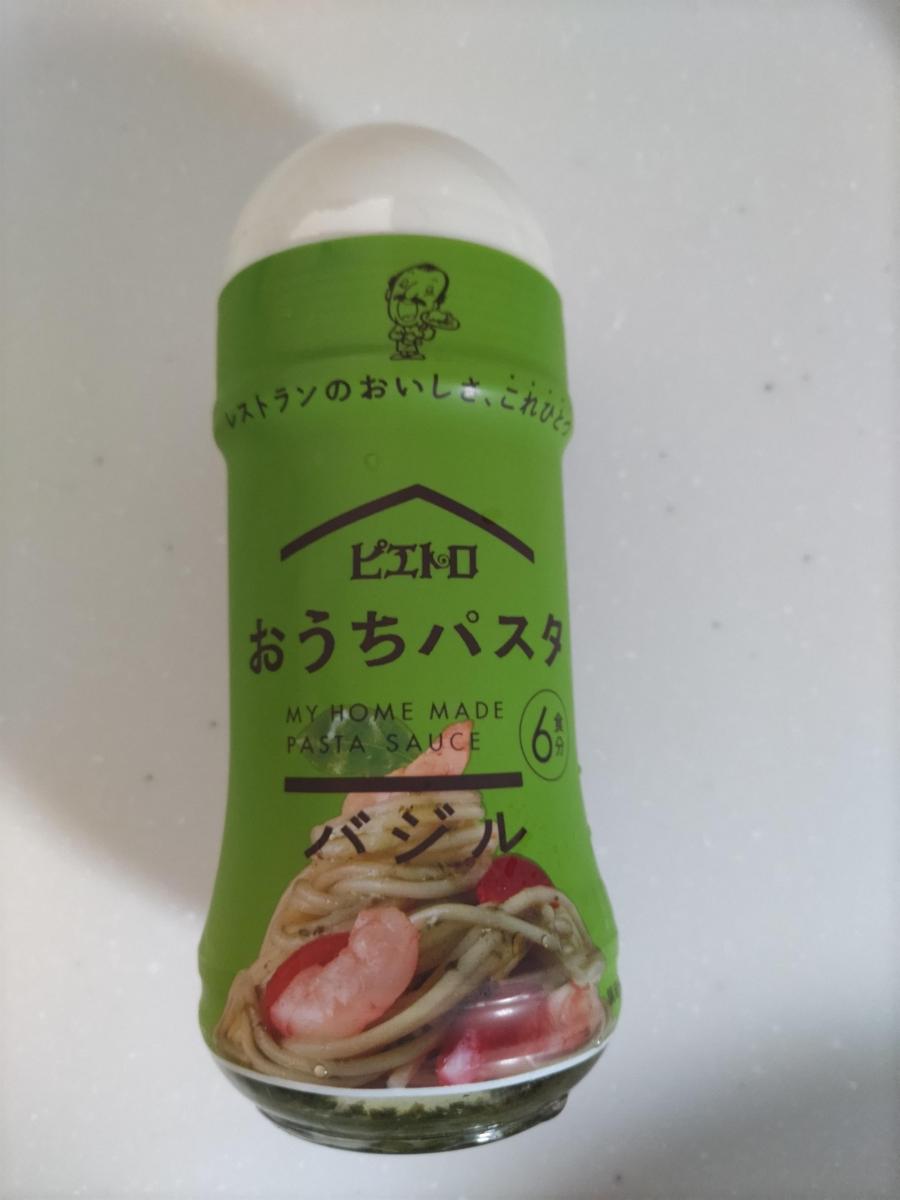 レストランのおいしさ、これひとつ
ピエトロ
おうちパスタ
MY HOME MADE
PASTA SAUCE
6食分
バジル